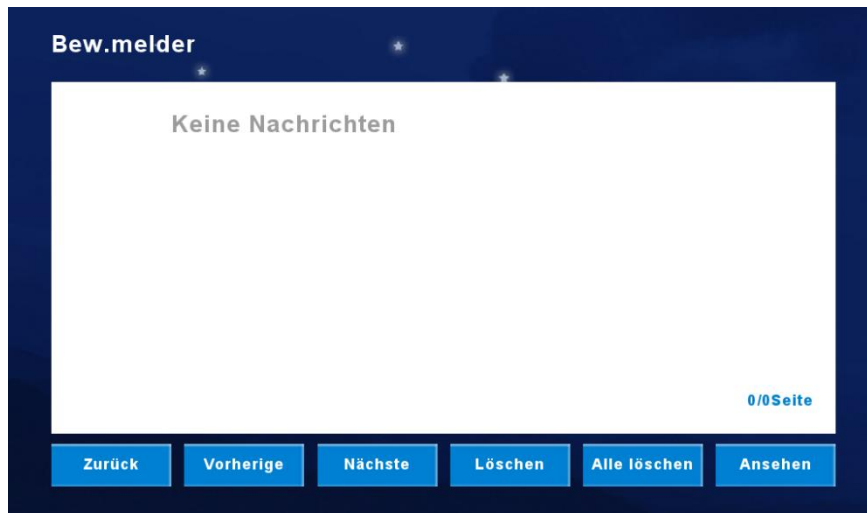 Bew.melder
Keine Nachrichten
0/0Seite
Zurück Vorherige Nächste Löschen Alle löschen Ansehen